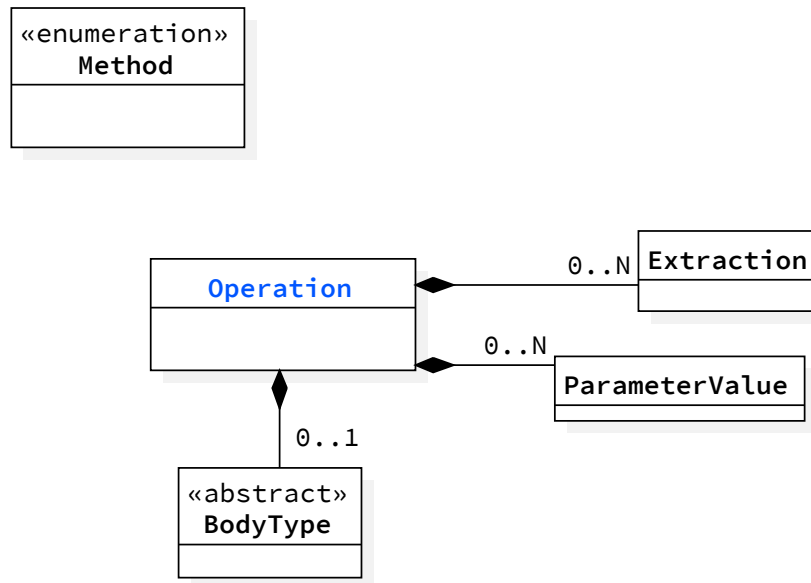 «enumeration»
Method
Operation
0..N
Extraction
0..N
ParameterValue
0..1
«abstract»
BodyType